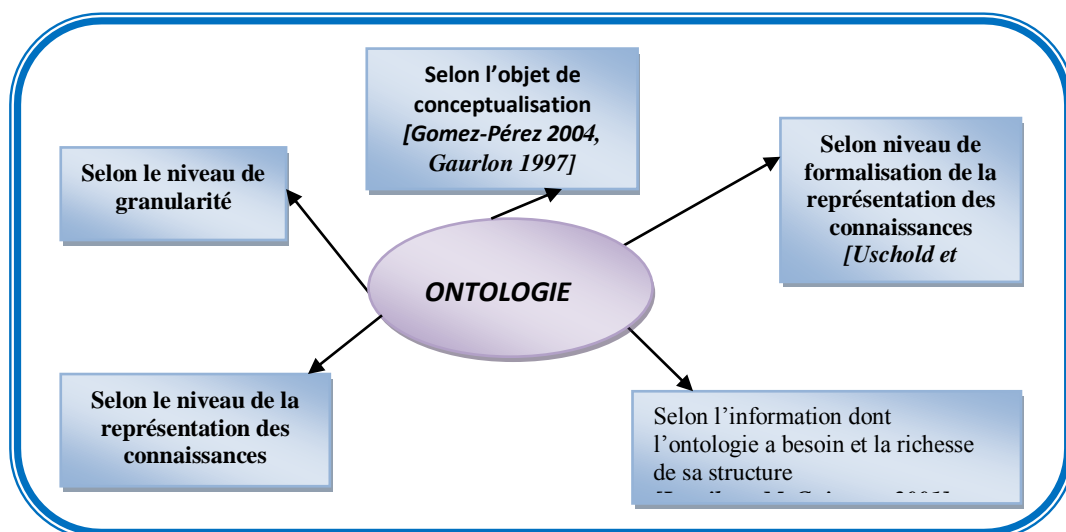 Selon l’objet de
conceptualisation
[Gomez-Pérez 2004,
Gaurlon 1997]
Selon le niveau de
granularité
Selon niveau de
formalisation de la
représentation des
connaissances
[Uschold et
ONTOLOGIE
Selon le niveau de la
représentation des
connaissances
Selon l’information dont
l’ontologie a besoin et la richesse
de sa structure